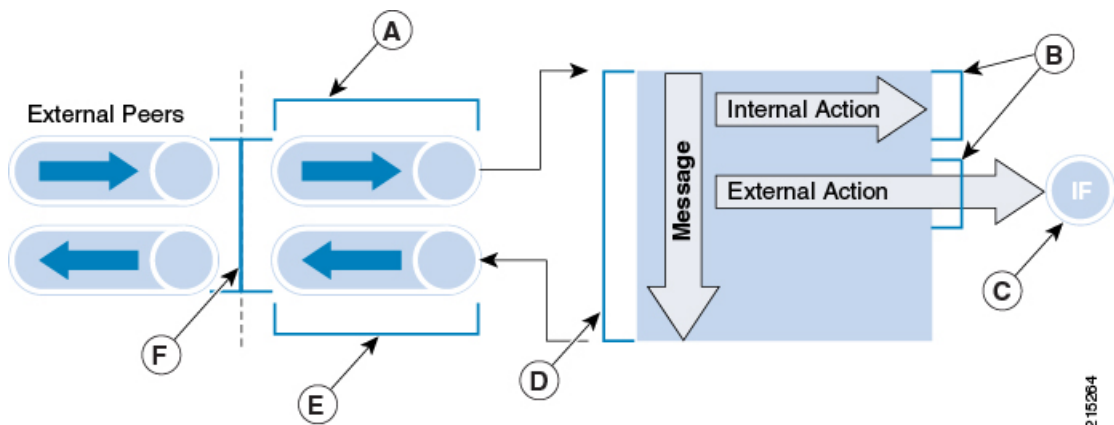 A
B
External Peers
Internal Action
External Action
IF
Message
C
F
D
E
215264